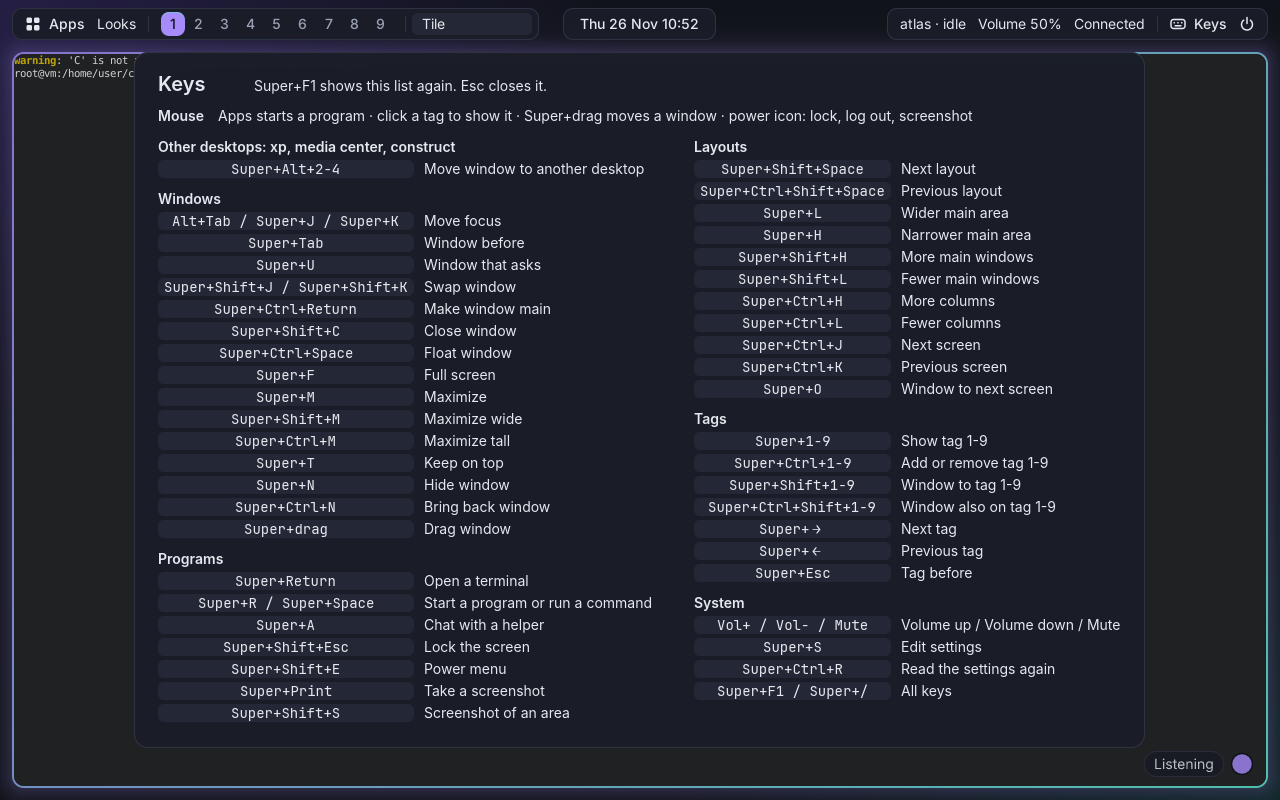 Apps Looks 1 2 3 4 5 6 7 8 9 Tile Thu 26 Nov 10:52 atlas · idle Volume 50% Connected Keys
warning: 'C' is not
root@vm:/home/user/c
Keys Super+F1 shows this list again. Esc closes it.
Mouse Apps starts a program · click a tag to show it · Super+drag moves a window · power icon: lock, log out, screenshot
Other desktops: xp, media center, construct
Super+Alt+2-4 Move window to another desktop
Windows
Alt+Tab / Super+J / Super+K Move focus
Super+Tab Window before
Super+U Window that asks
Super+Shift+J / Super+Shift+K Swap window
Super+Ctrl+Return Make window main
Super+Shift+C Close window
Super+Ctrl+Space Float window
Super+F Full screen
Super+M Maximize
Super+Shift+M Maximize wide
Super+Ctrl+M Maximize tall
Super+T Keep on top
Super+N Hide window
Super+Ctrl+N Bring back window
Super+drag Drag window
Programs
Super+Return Open a terminal
Super+R / Super+Space Start a program or run a command
Super+A Chat with a helper
Super+Shift+Esc Lock the screen
Super+Shift+E Power menu
Super+Print Take a screenshot
Super+Shift+S Screenshot of an area
Layouts
Super+Shift+Space Next layout
Super+Ctrl+Shift+Space Previous layout
Super+L Wider main area
Super+H Narrower main area
Super+Shift+H More main windows
Super+Shift+L Fewer main windows
Super+Ctrl+H More columns
Super+Ctrl+L Fewer columns
Super+Ctrl+J Next screen
Super+Ctrl+K Previous screen
Super+O Window to next screen
Tags
Super+1-9 Show tag 1-9
Super+Ctrl+1-9 Add or remove tag 1-9
Super+Shift+1-9 Window to tag 1-9
Super+Ctrl+Shift+1-9 Window also on tag 1-9
Super+→ Next tag
Super+← Previous tag
Super+Esc Tag before
System
Vol+ / Vol- / Mute Volume up / Volume down / Mute
Super+S Edit settings
Super+Ctrl+R Read the settings again
Super+F1 / Super+/ All keys
Listening